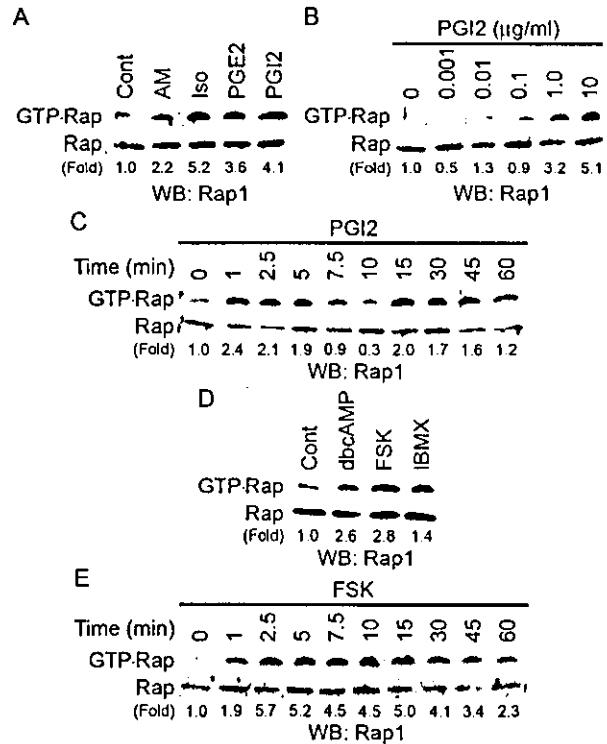 A
Cont AM Iso PGE2 PGI2
GTP·Rap
Rap
(Fold) 1.0 2.2 5.2 3.6 4.1
WB: Rap1
B
PGI2 (μg/ml)
0 0.001 0.01 0.1 1.0 10
GTP·Rap
Rap
(Fold) 1.0 0.5 1.3 0.9 3.2 5.1
WB: Rap1
C
PGI2
Time (min) 0 1 2.5 5 7.5 10 15 30 45 60
GTP·Rap
Rap
(Fold) 1.0 2.4 2.1 1.9 0.9 0.3 2.0 1.7 1.6 1.2
WB: Rap1
D
Cont dbcAMP FSK IBMX
GTP·Rap
Rap
(Fold) 1.0 2.6 2.8 1.4
WB: Rap1
E
FSK
Time (min) 0 1 2.5 5 7.5 10 15 30 45 60
GTP·Rap
Rap
(Fold) 1.0 1.9 5.7 5.2 4.5 4.5 5.0 4.1 3.4 2.3
WB: Rap1